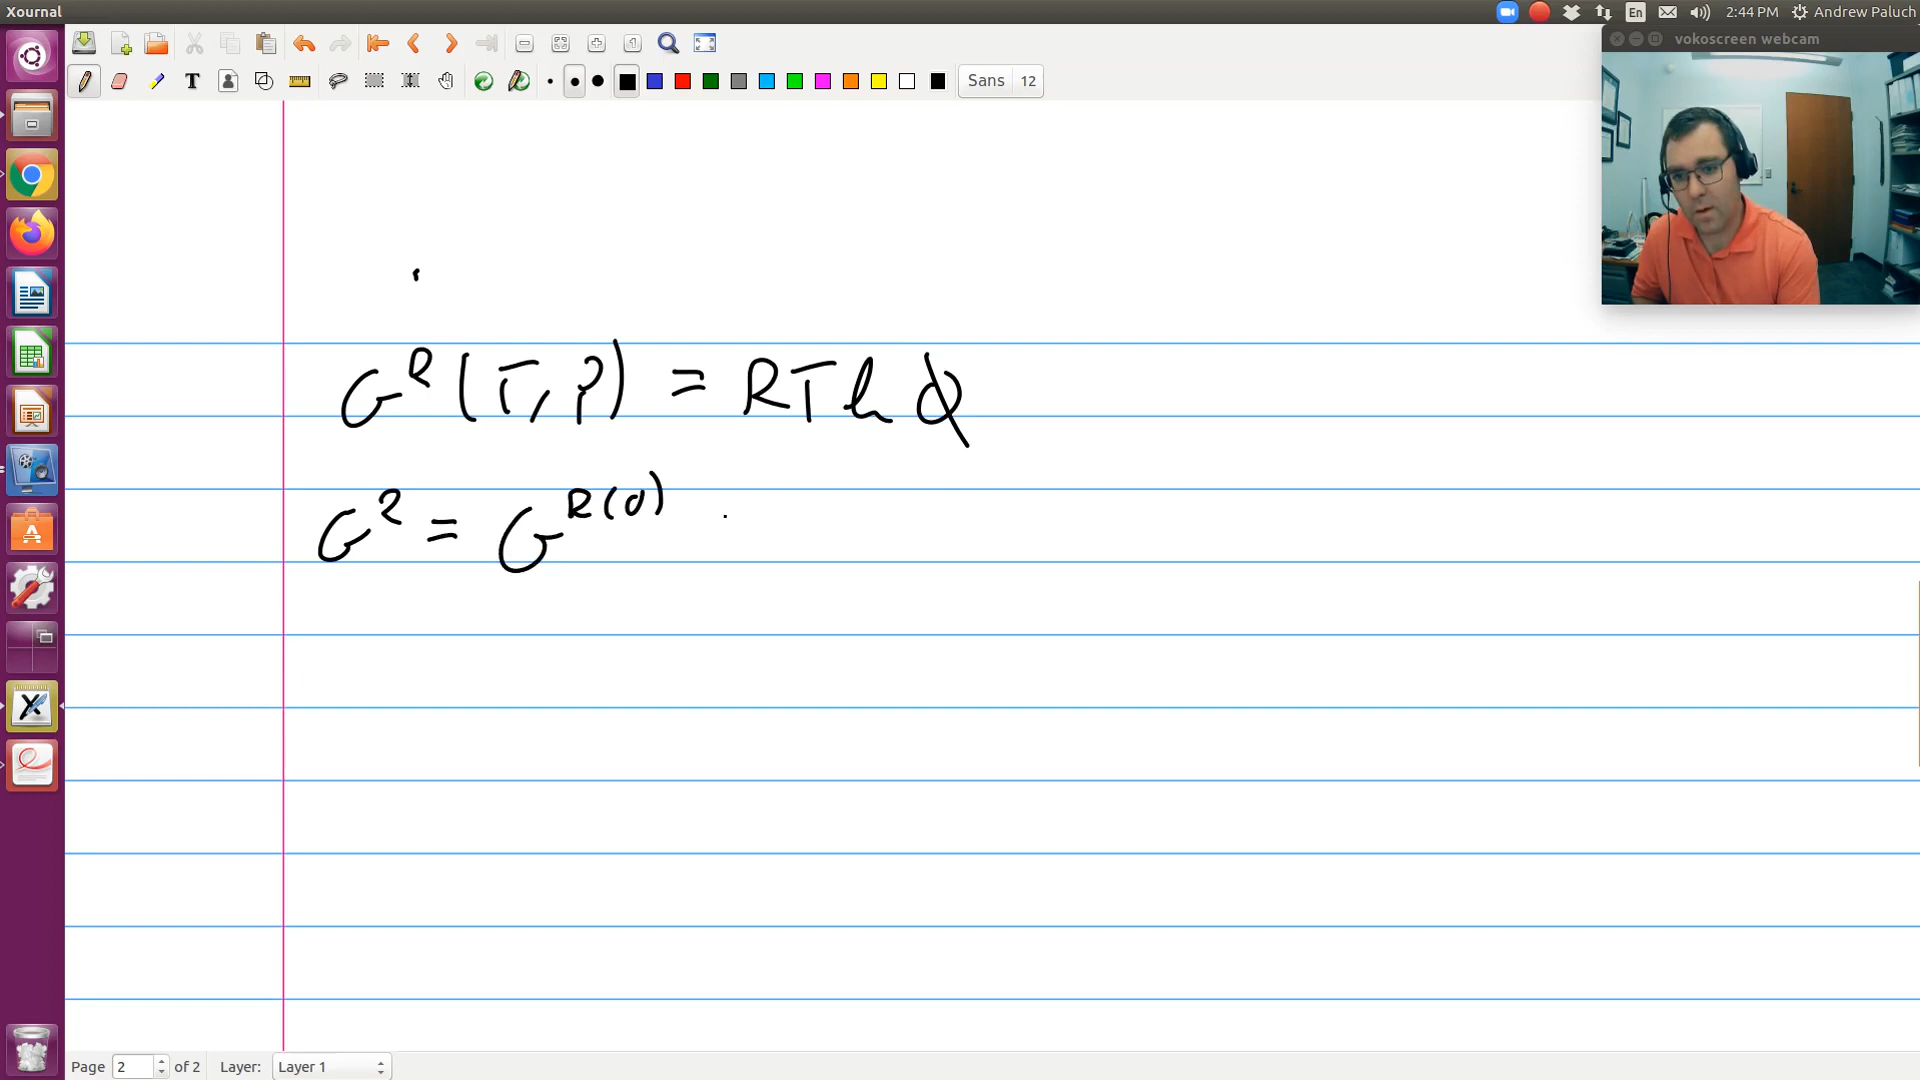 Xournal
En
2:44 PM
Andrew Paluch
vokoscreen webcam
Sans 12
G^R (T, P) = RT ln φ
G^R = G^R(0)
Page 2 of 2 Layer: Layer 1